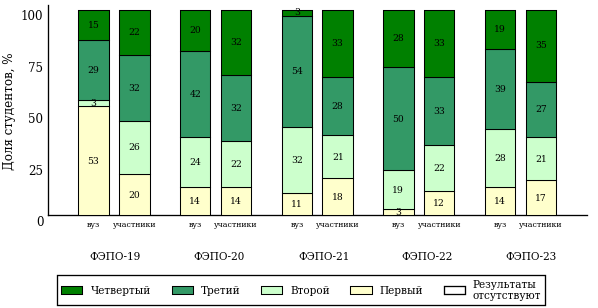 100
75
50
25
0
Доля студентов, %
15 22 20 32 3 33 28 33 19 35
29 32 42 32 54 28 50 33 39 27
3 26 24 22 32 21 19 22 28 21
53 20 14 14 11 18 3 12 14 17
вуз участники вуз участники вуз участники вуз участники вуз участники
ФЭПО-19 ФЭПО-20 ФЭПО-21 ФЭПО-22 ФЭПО-23
Четвертый Третий Второй Первый Результаты
отсутствуют